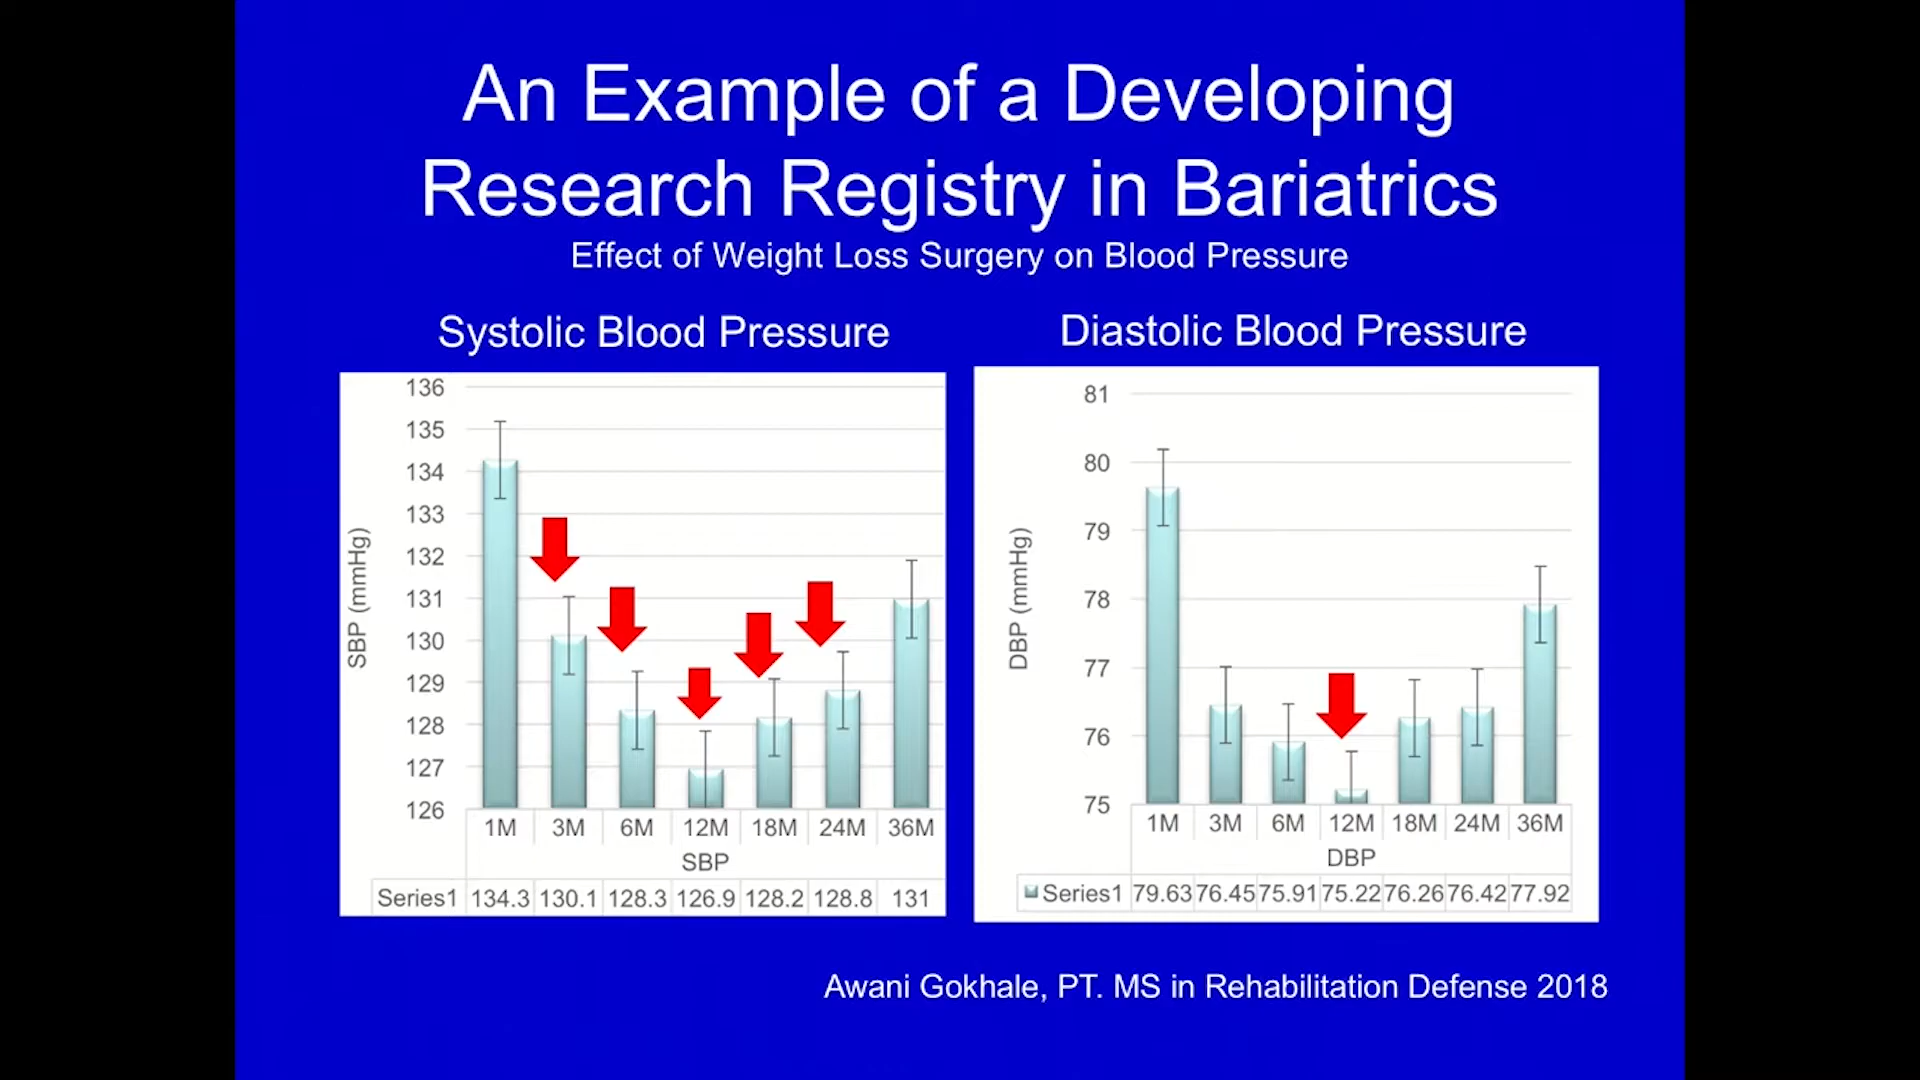 An Example of a Developing
Research Registry in Bariatrics
Effect of Weight Loss Surgery on Blood Pressure
Systolic Blood Pressure
136
135
134
133
132
131
130
129
128
127
126
SBP (mmHg)
1M 3M 6M 12M 18M 24M 36M
SBP
Series1 134.3 130.1 128.3 126.9 128.2 128.8 131
Diastolic Blood Pressure
81
80
79
78
77
76
75
DBP (mmHg)
1M 3M 6M 12M 18M 24M 36M
DBP
Series1 79.63 76.45 75.91 75.22 76.26 76.42 77.92
Awani Gokhale, PT. MS in Rehabilitation Defense 2018